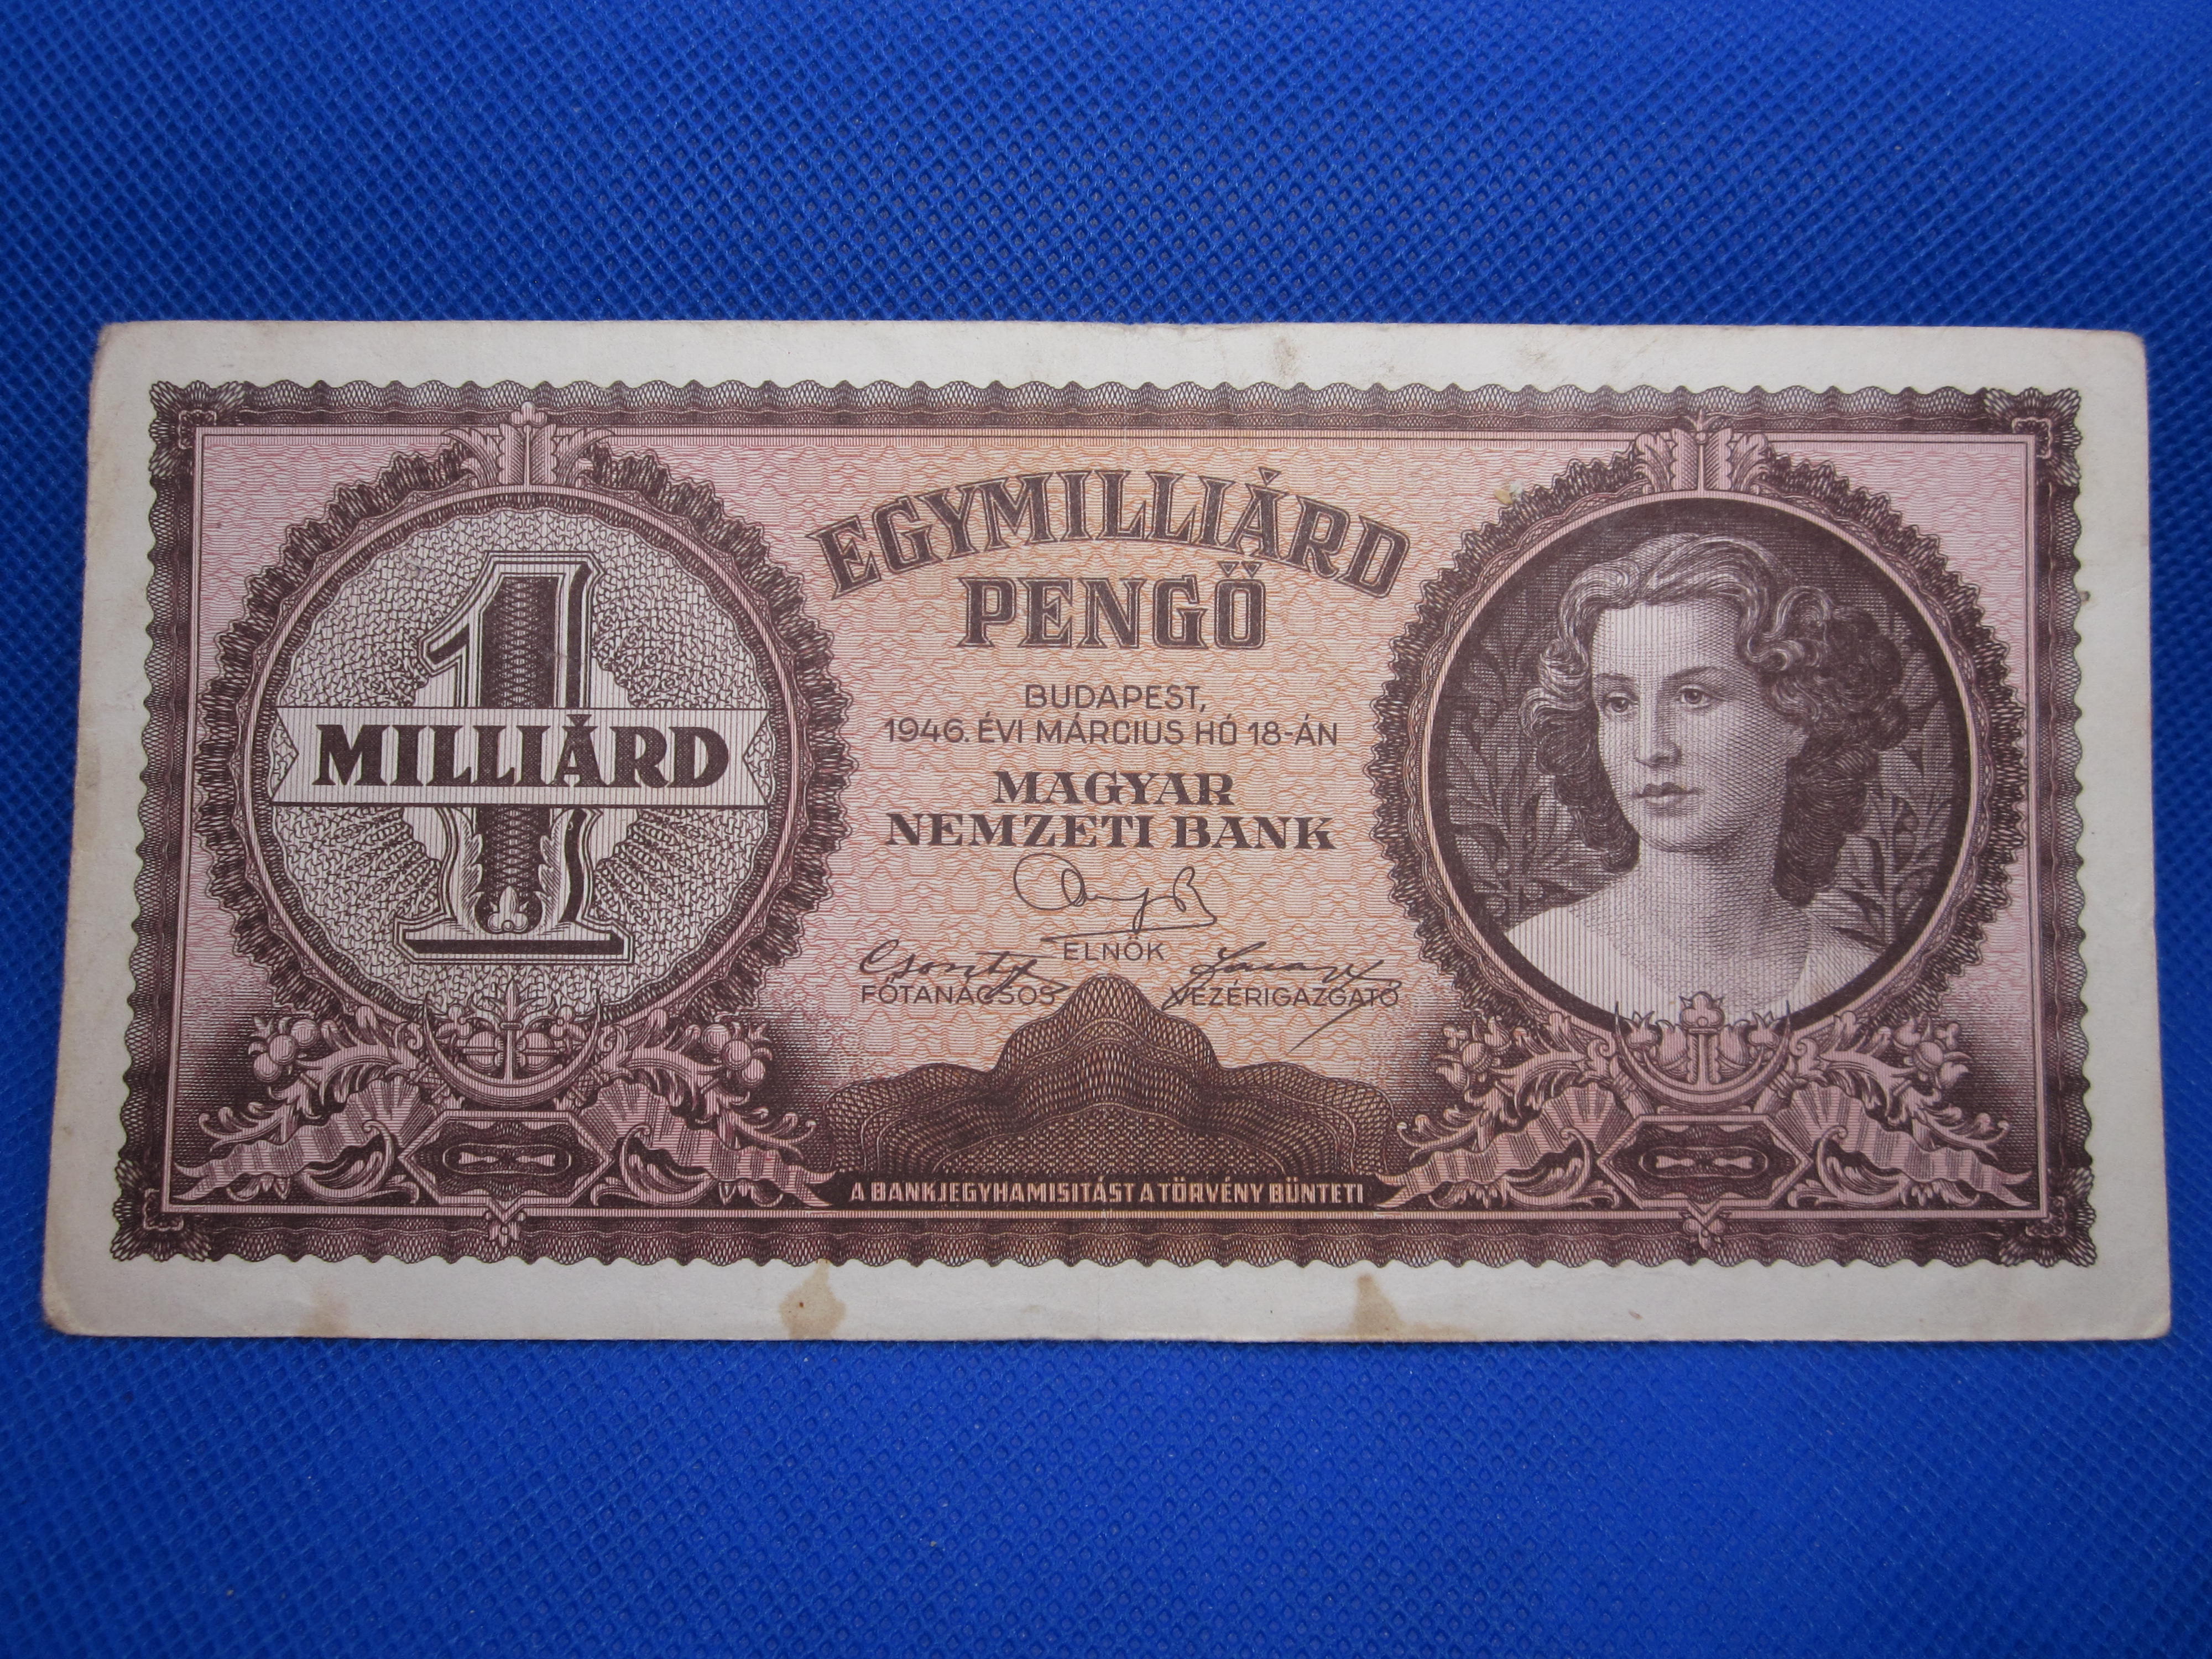 1
MILLIÁRD
EGYMILLIÁRD
PENGŐ
BUDAPEST,
1946. ÉVI MÁRCIUS HÓ 18-ÁN
MAGYAR
NEMZETI BANK
ELNÖK
FŐTANÁCSOS
VEZÉRIGAZGATÓ
A BANKJEGYHAMISITÁST A TÖRVÉNY BÜNTETI